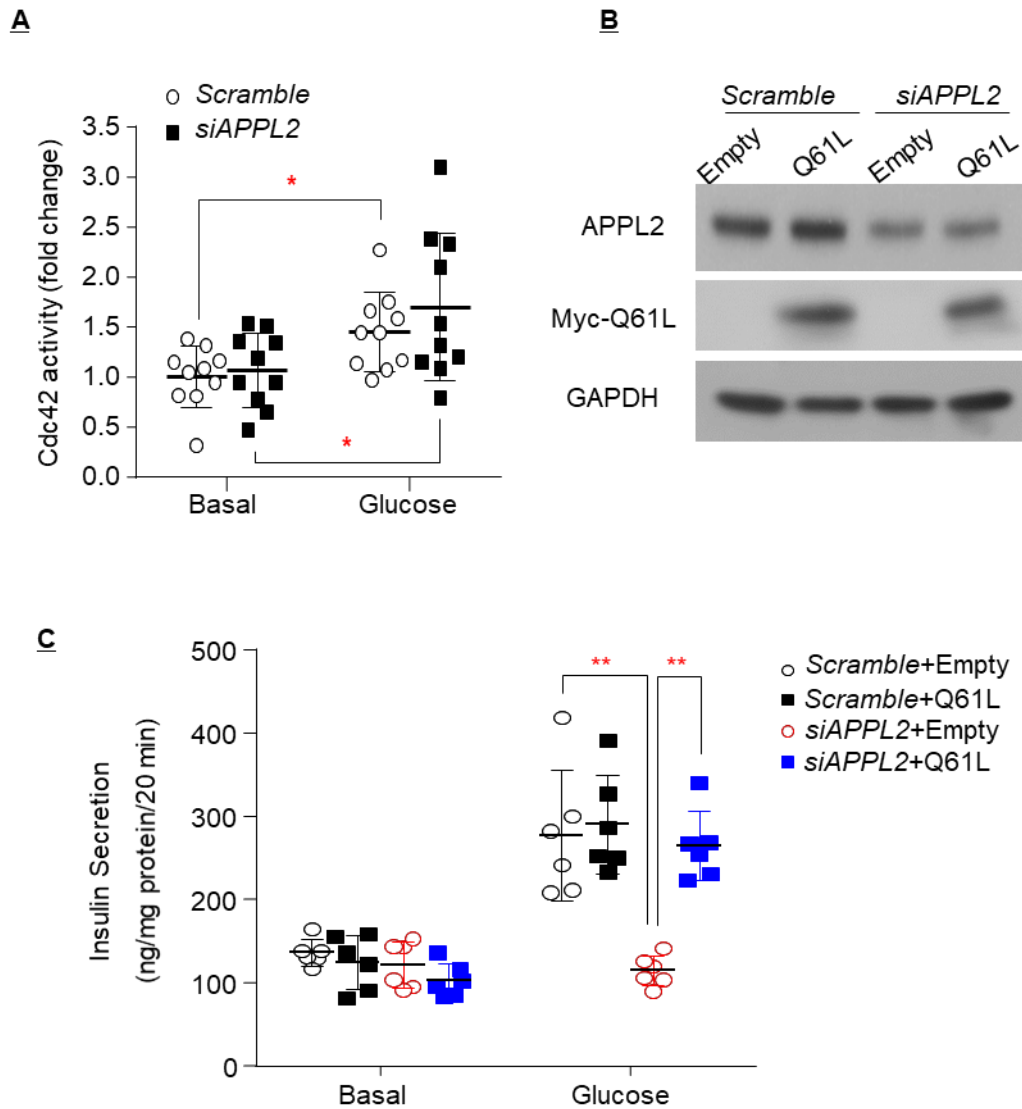 A
Scramble
siAPPL2
Cdc42 activity (fold change)
3.5
3.0
2.5
2.0
1.5
1.0
0.5
0.0
*
*
Basal
Glucose
B
Scramble
siAPPL2
Empty
Q61L
Empty
Q61L
APPL2
Myc-Q61L
GAPDH
C
Insulin Secretion
(ng/mg protein/20 min)
500
400
300
200
100
0
**
**
Basal
Glucose
Scramble+Empty
Scramble+Q61L
siAPPL2+Empty
siAPPL2+Q61L